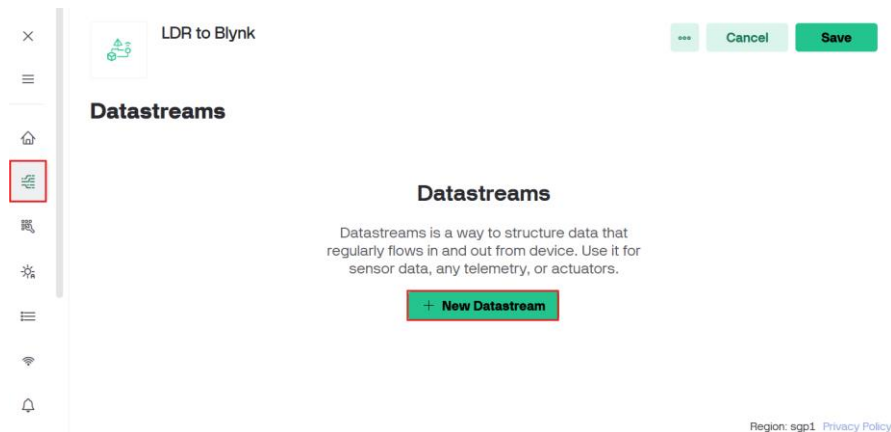 LDR to Blynk
Cancel
Save
Datastreams
Datastreams
Datastreams is a way to structure data that
regularly flows in and out from device. Use it for
sensor data, any telemetry, or actuators.
+ New Datastream
Region: sgp1 Privacy Policy